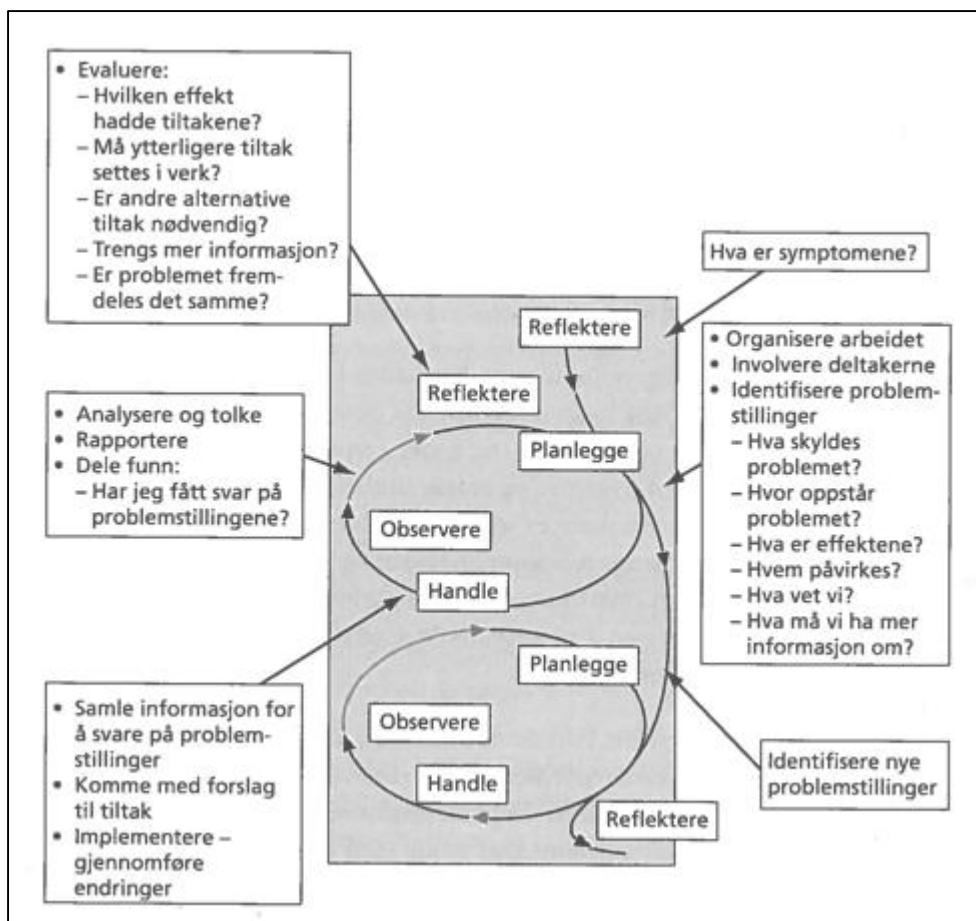 • Evaluere:
– Hvilken effekt
hadde tiltakene?
– Må ytterligere tiltak
settes i verk?
– Er andre alternative
tiltak nødvendig?
– Trengs mer informasjon?
– Er problemet frem-
deles det samme?
Hva er symptomene?
Reflektere
• Organisere arbeidet
• Involvere deltakerne
• Identifisere problem-
stillinger
– Hva skyldes
problemet?
– Hvor oppstår
problemet?
– Hva er effektene?
– Hvem påvirkes?
– Hva vet vi?
– Hva må vi ha mer
informasjon om?
Reflektere
• Analysere og tolke
• Rapportere
• Dele funn:
– Har jeg fått svar på
problemstillingene?
Planlegge
Observere
Handle
Planlegge
Observere
Handle
Reflektere
• Samle informasjon for
å svare på problem-
stillinger
• Komme med forslag
til tiltak
• Implementere –
gjennomføre
endringer
Identifisere nye
problemstillinger